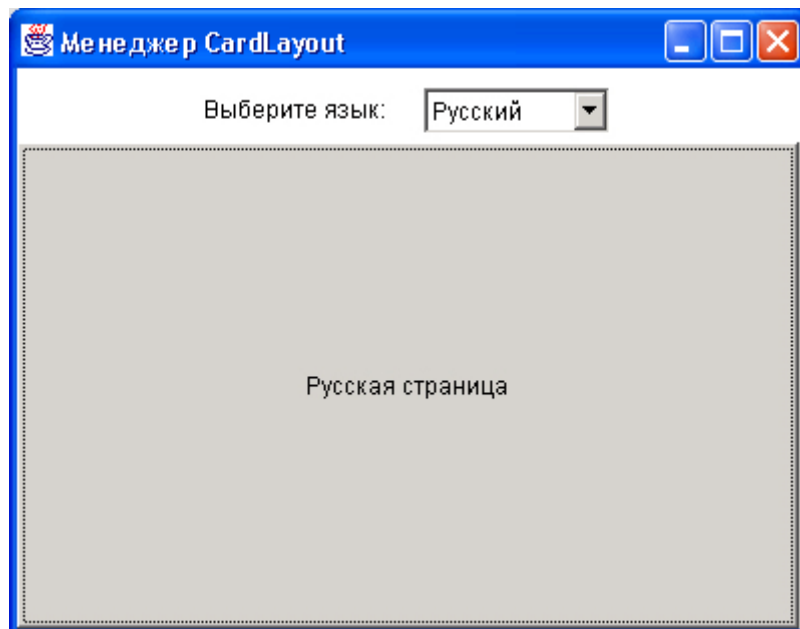 Менеджер CardLayout
Выберите язык: Русский
Русская страница